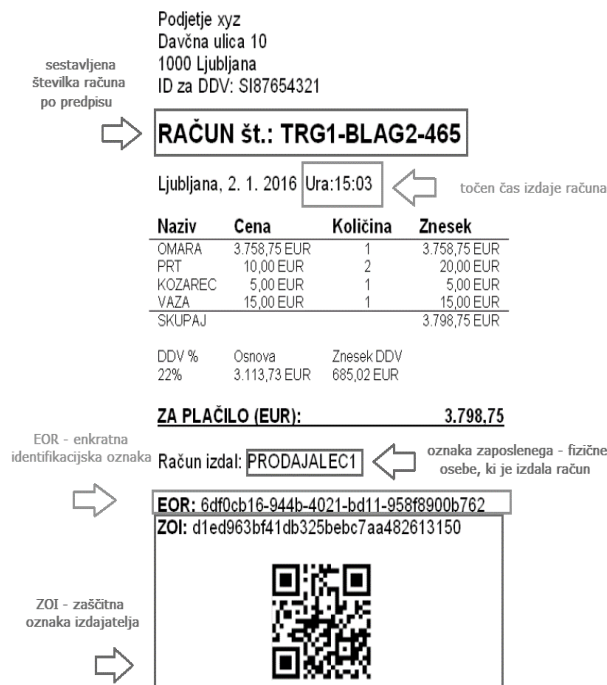 Podjetje xyz
Davčna ulica 10
1000 Ljubljana
ID za DDV: SI87654321
sestavljena
številka računa
po predpisu
RAČUN št.: TRG1-BLAG2-465
Ljubljana, 2. 1. 2016 Ura:15:03
točen čas izdaje računa
Naziv Cena Količina Znesek
OMARA 3.758,75 EUR 1 3.758,75 EUR
PRT 10,00 EUR 2 20,00 EUR
KOZAREC 5,00 EUR 1 5,00 EUR
VAZA 15,00 EUR 1 15,00 EUR
SKUPAJ 3.798,75 EUR
DDV % Osnova Znesek DDV
22% 3.113,73 EUR 685,02 EUR
ZA PLAČILO (EUR): 3.798,75
EOR - enkratna
identifikacijska oznaka
Račun izdal: PRODAJALEC1
oznaka zaposlenega - fizične
osebe, ki je izdala račun
EOR: 6df0cb16-944b-4021-bd11-958f8900b762
ZOI: d1ed963bf41db325bebc7aa482613150
ZOI - zaščitna
oznaka izdajatelja